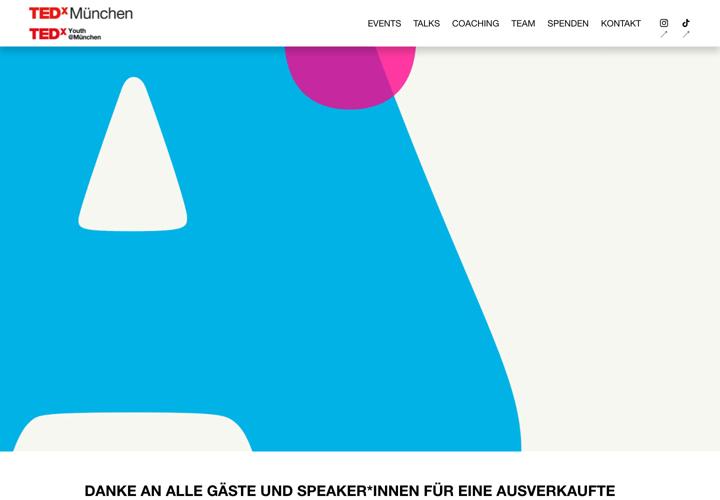 TEDx München
TEDx Youth
@München
EVENTS TALKS COACHING TEAM SPENDEN KONTAKT
DANKE AN ALLE GÄSTE UND SPEAKER*INNEN FÜR EINE AUSVERKAUFTE